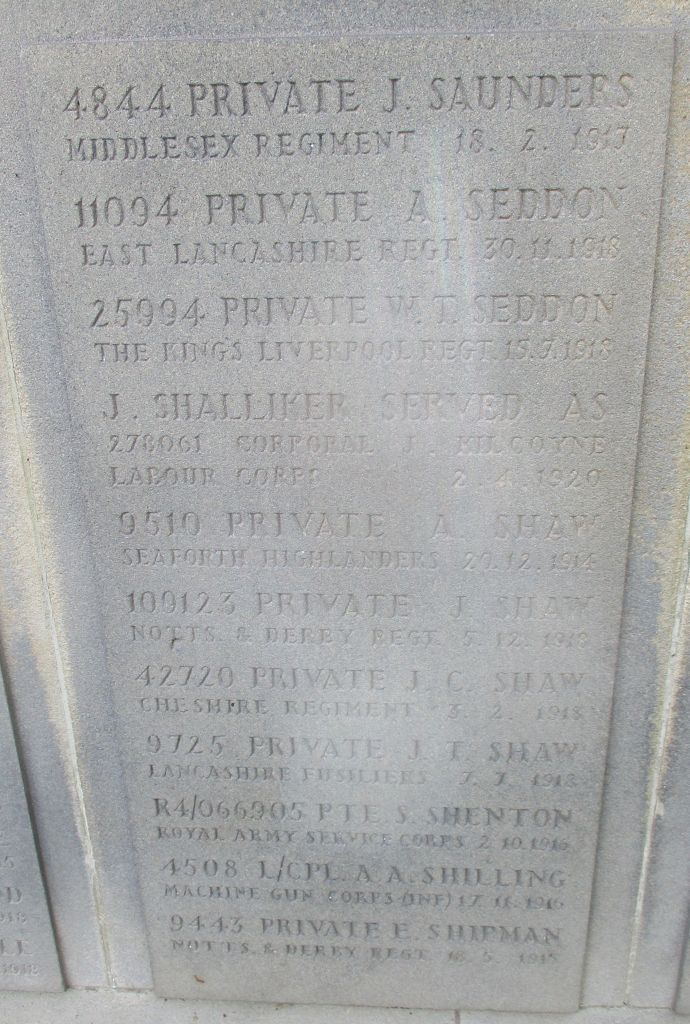 4844 PRIVATE J. SAUNDERS
MIDDLESEX REGIMENT 18. 2. 1917
11094 PRIVATE A. SEDDON
EAST LANCASHIRE REGT. 30.11.1918
25994 PRIVATE W.T. SEDDON
THE KING'S LIVERPOOL REGT. 15.7.1918
J. SHALLIKER SERVED AS
278061 CORPORAL J. KILCOYNE
LABOUR CORPS 2. 4. 1920
9510 PRIVATE A. SHAW
SEAFORTH HIGHLANDERS 20.12.1914
100123 PRIVATE J. SHAW
NOTTS. & DERBY REGT. 5. 12. 1918
42720 PRIVATE J. C. SHAW
CHESHIRE REGIMENT 3. 2. 1918
9725 PRIVATE J. T. SHAW
LANCASHIRE FUSILIERS 7. 7. 1918
R4/066905 PTE S. SHENTON
ROYAL ARMY SERVICE CORPS 2.10.
4508 L/CPL. A. A. SHILLING
MACHINE GUN CORPS (INF) 17. 11. 1916
9443 PRIVATE E. SHIPMAN
NOTTS. & DERBY REGT. 18. 5. 1915
1918
1918